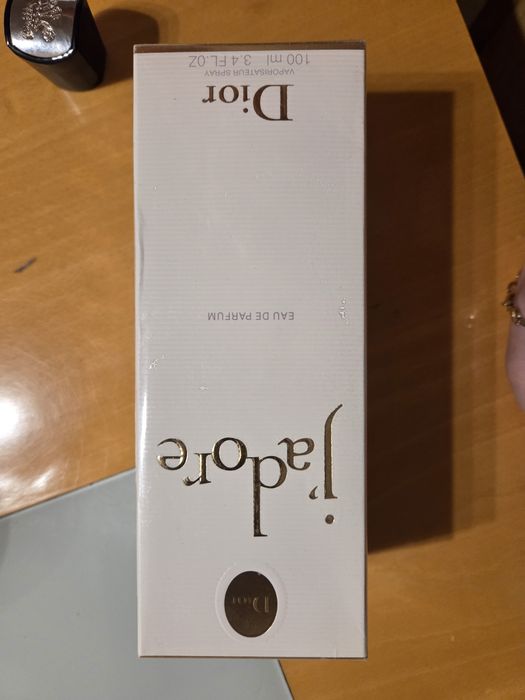 Dior
j'adore
EAU DE PARFUM
Dior
VAPORISATEUR SPRAY
100 ml 3.4 FL.OZ